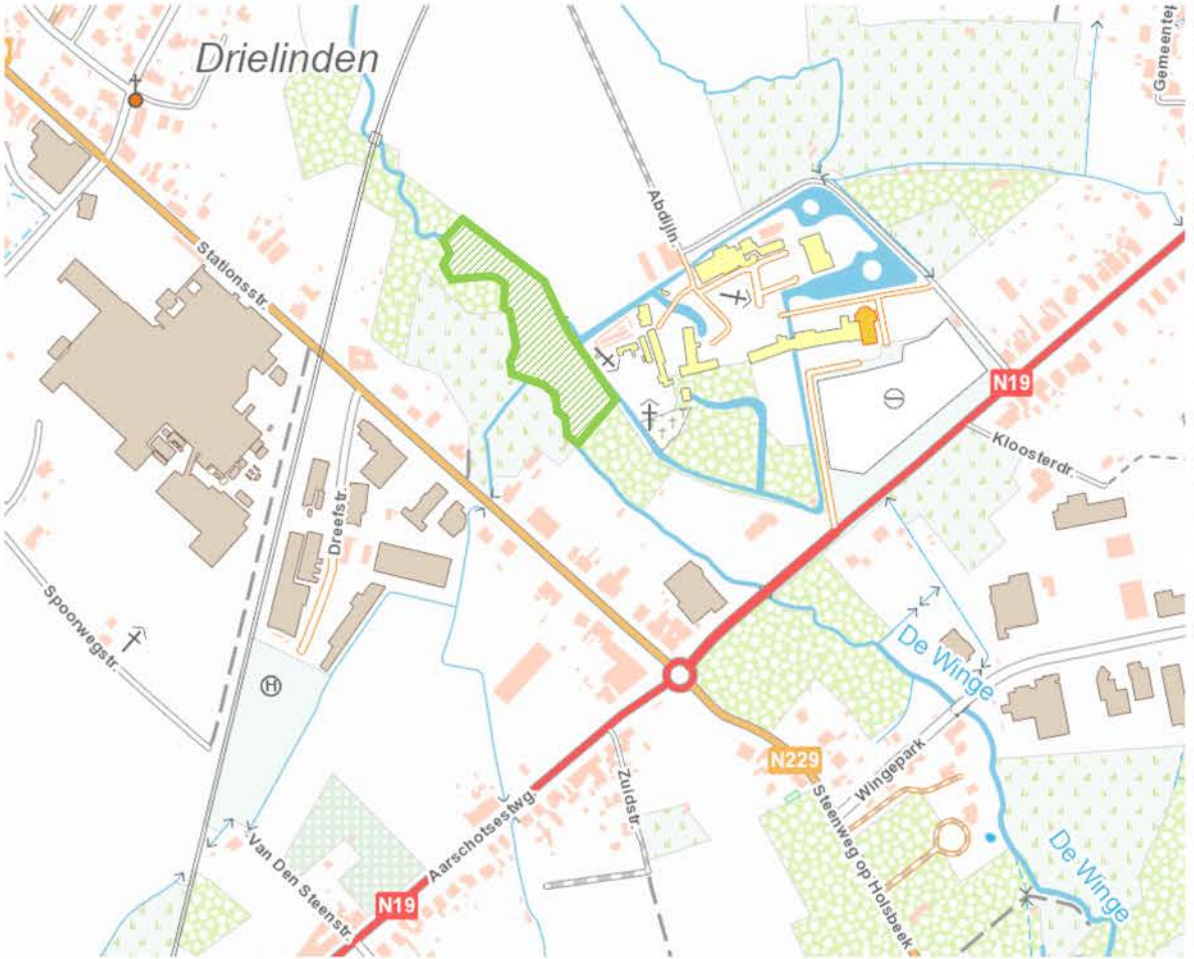 Drielinden
Gemeentep
Abdijln.
Stationsstr.
N19
Kloosterdr.
Dreefstr.
Spoorwegstr.
H
De Winge
N229
Wingepark
Zuidstr.
Steenweg op Holsbeek
Aarschotsestwg.
Van Den Steenstr.
De Winge
N19